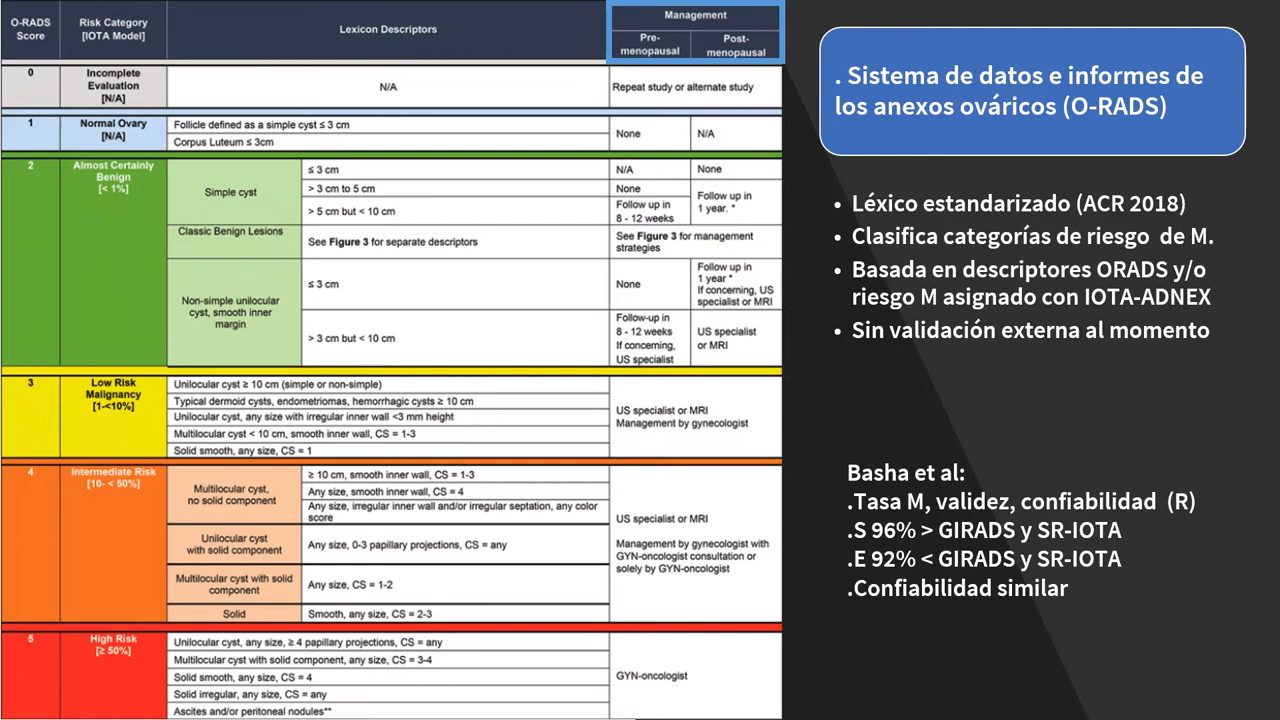 O-RADS
Score
Risk Category
[IOTA Model]
Lexicon Descriptors
Management
Pre-
menopausal
Post-
menopausal
0
Incomplete
Evaluation
[N/A]
N/A
Repeat study or alternate study
1
Normal Ovary
[N/A]
Follicle defined as a simple cyst ≤ 3 cm
Corpus Luteum ≤ 3cm
None
N/A
2
Almost Certainly
Benign
[< 1%]
Simple cyst
≤ 3 cm
N/A
None
> 3 cm to 5 cm
None
Follow up in
1 year. *
> 5 cm but < 10 cm
Follow up in
8 - 12 weeks
Classic Benign Lesions
See Figure 3 for separate descriptors
See Figure 3 for management
strategies
Non-simple unilocular
cyst, smooth inner
margin
≤ 3 cm
None
Follow up in
1 year *
If concerning, US
specialist or MRI
> 3 cm but < 10 cm
Follow-up in
8 - 12 weeks
If concerning,
US specialist
US specialist
or MRI
3
Low Risk
Malignancy
[1-<10%]
Unilocular cyst ≥ 10 cm (simple or non-simple)
Typical dermoid cysts, endometriomas, hemorrhagic cysts ≥ 10 cm
Unilocular cyst, any size with irregular inner wall <3 mm height
Multilocular cyst < 10 cm, smooth inner wall, CS = 1-3
Solid smooth, any size, CS = 1
US specialist or MRI
Management by gynecologist
4
Intermediate Risk
[10- < 50%]
Multilocular cyst,
no solid component
≥ 10 cm, smooth inner wall, CS = 1-3
Any size, smooth inner wall, CS = 4
Any size, irregular inner wall and/or irregular septation, any color
score
Unilocular cyst
with solid component
Any size, 0-3 papillary projections, CS = any
Multilocular cyst with solid
component
Any size, CS = 1-2
Solid
Smooth, any size, CS = 2-3
US specialist or MRI
Management by gynecologist with
GYN-oncologist consultation or
solely by GYN-oncologist
5
High Risk
[≥ 50%]
Unilocular cyst, any size, ≥ 4 papillary projections, CS = any
Multilocular cyst with solid component, any size, CS = 3-4
Solid smooth, any size, CS = 4
Solid irregular, any size, CS = any
Ascites and/or peritoneal nodules**
GYN-oncologist
. Sistema de datos e informes de
los anexos ováricos (O-RADS)
• Léxico estandarizado (ACR 2018)
• Clasifica categorías de riesgo de M.
• Basada en descriptores ORADS y/o
riesgo M asignado con IOTA-ADNEX
• Sin validación externa al momento
Basha et al:
.Tasa M, validez, confiabilidad (R)
.S 96% > GIRADS y SR-IOTA
.E 92% < GIRADS y SR-IOTA
.Confiabilidad similar